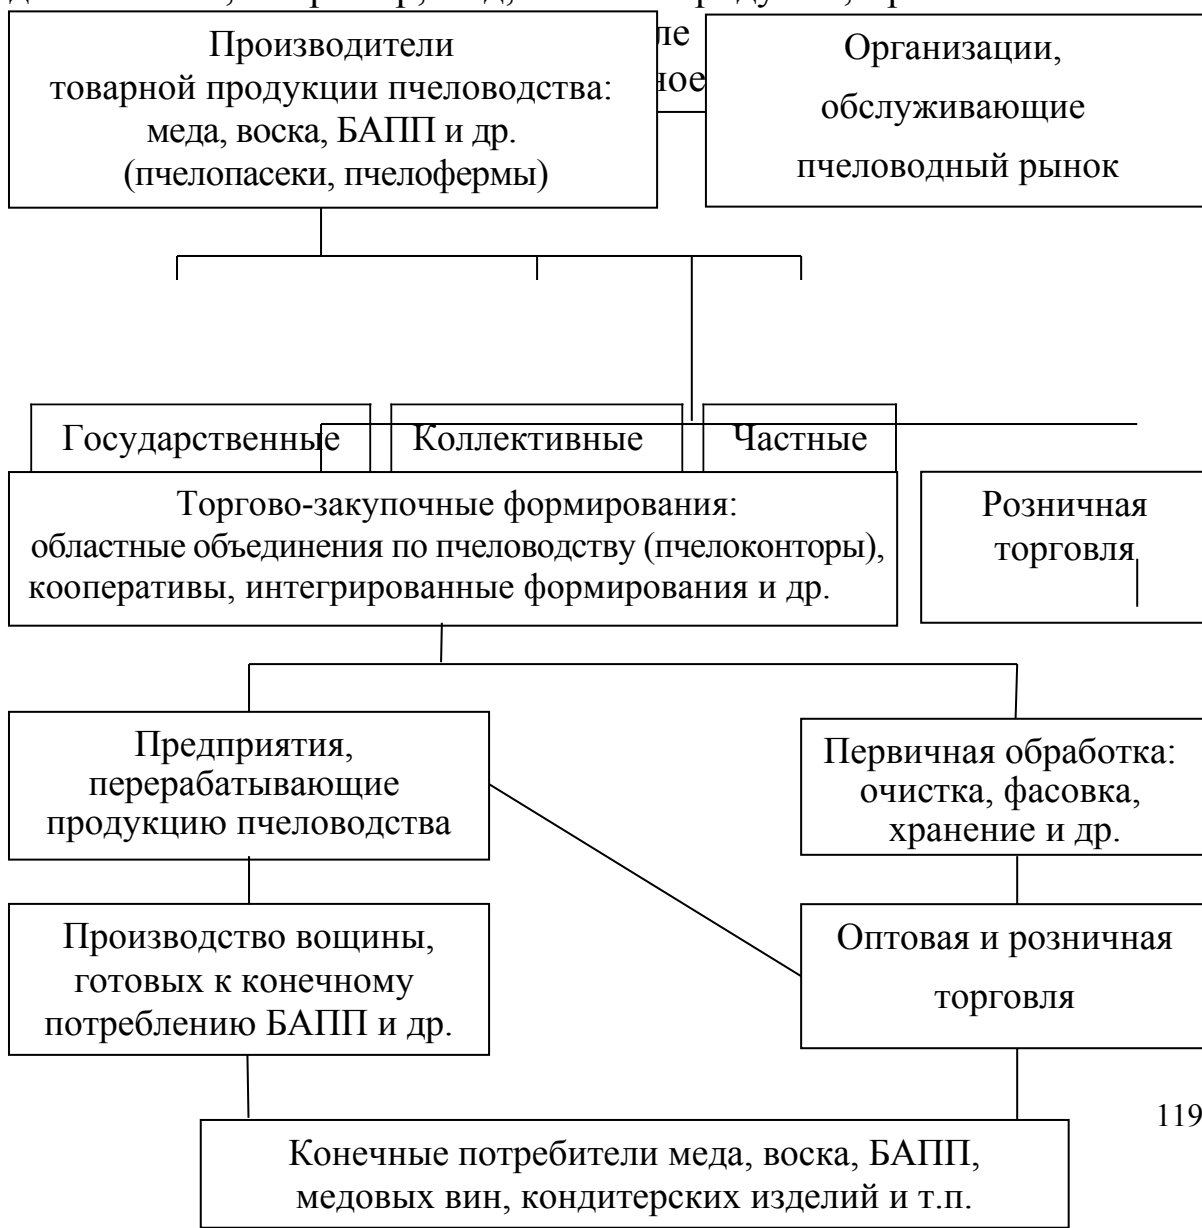 Производители
товарной продукции пчеловодства:
меда, воска, БАПП и др.
(пчелопасеки, пчелофермы)
ле
ное
Организации,
обслуживающие
пчеловодный рынок
Государственные
Коллективные
Частные
Торгово-закупочные формирования:
областные объединения по пчеловодству (пчелоконторы),
кооперативы, интегрированные формирования и др.
Розничная
торговля
Предприятия,
перерабатывающие
продукцию пчеловодства
Первичная обработка:
очистка, фасовка,
хранение и др.
Производство вощины,
готовых к конечному
потреблению БАПП и др.
Оптовая и розничная
торговля
119
Конечные потребители меда, воска, БАПП,
медовых вин, кондитерских изделий и т.п.